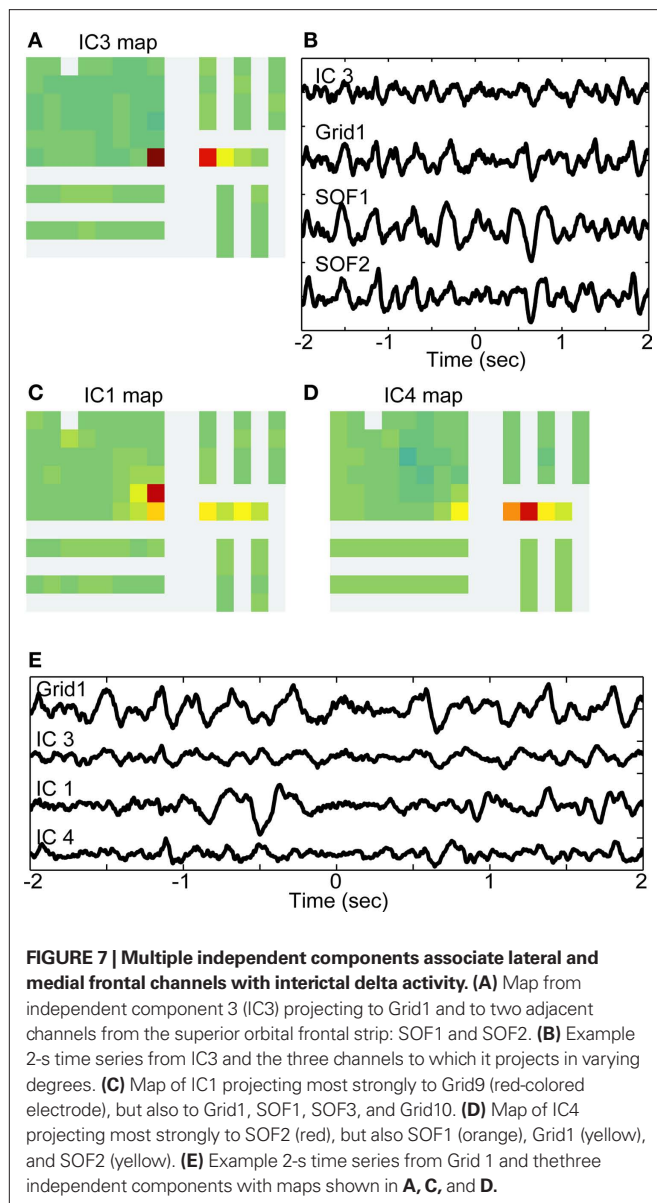 A
IC3 map
B
IC 3
Grid1
SOF1
SOF2
-2 -1 0 1 2
Time (sec)
C
IC1 map
D
IC4 map
E
Grid1
IC 3
IC 1
IC 4
-2 -1 0 1 2
Time (sec)
FIGURE 7 | Multiple independent components associate lateral and
medial frontal channels with interictal delta activity. (A) Map from
independent component 3 (IC3) projecting to Grid1 and to two adjacent
channels from the superior orbital frontal strip: SOF1 and SOF2. (B) Example
2-s time series from IC3 and the three channels to which it projects in varying
degrees. (C) Map of IC1 projecting most strongly to Grid9 (red-colored
electrode), but also to Grid1, SOF1, SOF3, and Grid10. (D) Map of IC4
projecting most strongly to SOF2 (red), but also SOF1 (orange), Grid1 (yellow),
and SOF2 (yellow). (E) Example 2-s time series from Grid 1 and thethree
independent components with maps shown in A, C, and D.